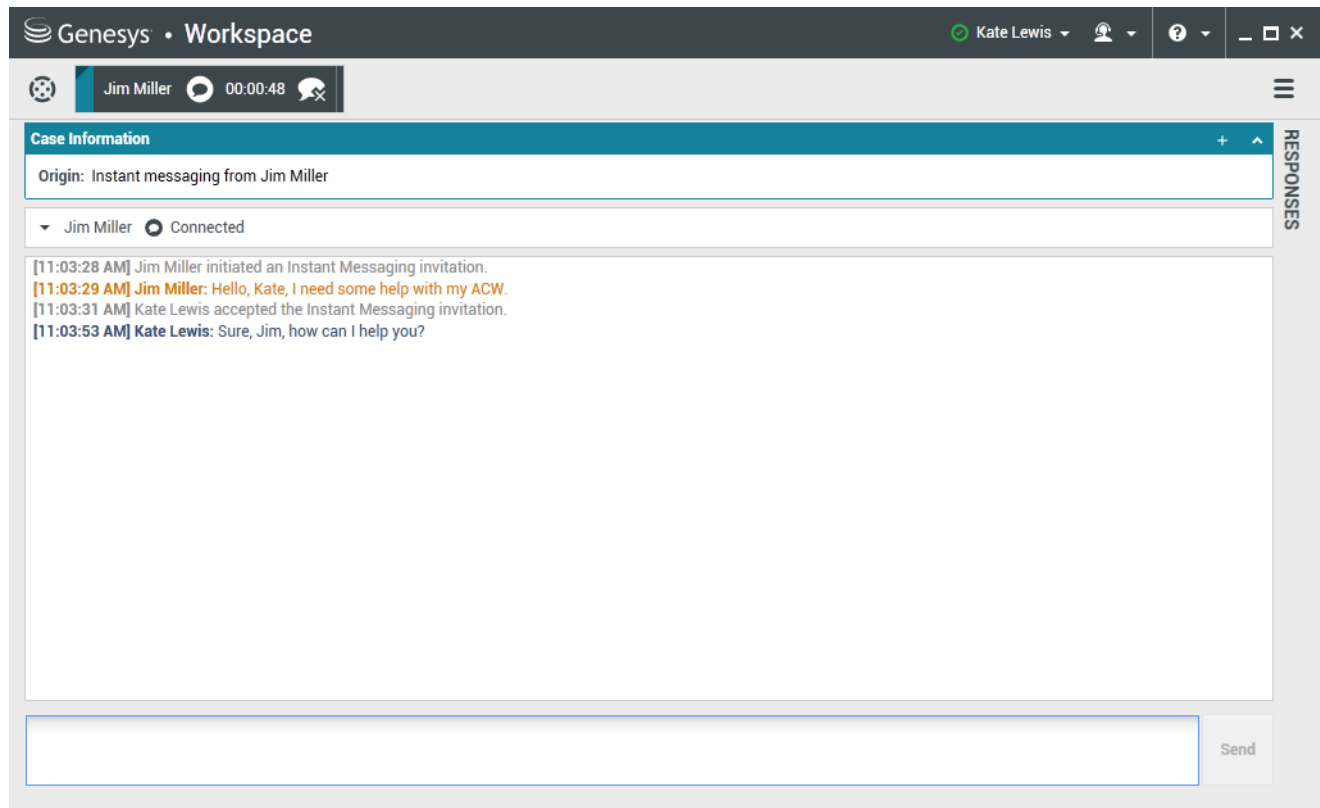 Genesys • Workspace
Kate Lewis
Jim Miller 00:00:48
Case Information
Origin: Instant messaging from Jim Miller
RESPONSES
Jim Miller Connected
[11:03:28 AM] Jim Miller initiated an Instant Messaging invitation.
[11:03:29 AM] Jim Miller: Hello, Kate, I need some help with my ACW.
[11:03:31 AM] Kate Lewis accepted the Instant Messaging invitation.
[11:03:53 AM] Kate Lewis: Sure, Jim, how can I help you?
Send